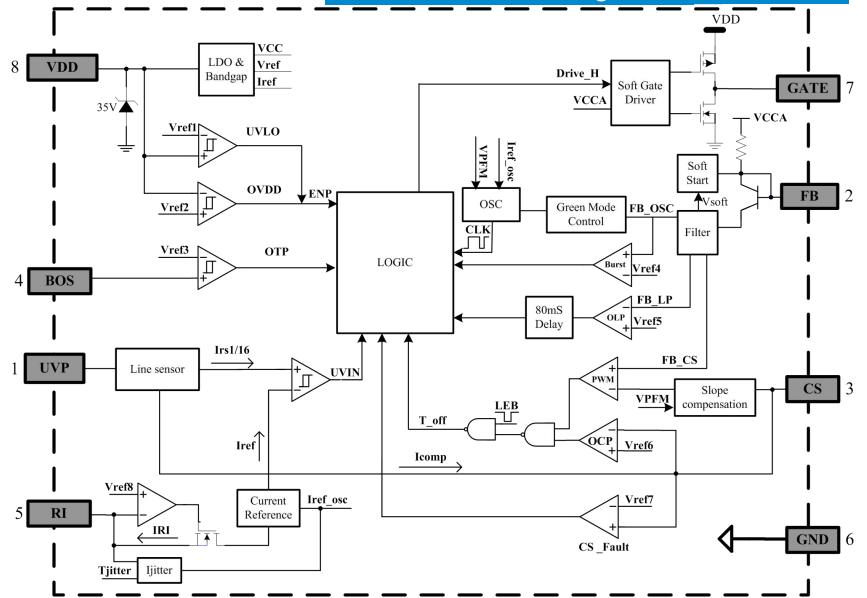 VDD
8
VDD
LDO &
Bandgap
VCC
Vref
Iref
35V
Drive_H
VCCA
Soft Gate
Driver
GATE
7
Vref1
UVLO
VCCA
OVDD
ENP
Vref2
VPFM
Iref_osc
OSC
Green Mode
Control
FB_OSC
Soft
Start
Vsoft
FB
2
Filter
CLK
Vref3
OTP
LOGIC
Burst
Vref4
4
BOS
80mS
Delay
OLP
FB_LP
Vref5
1
UVP
Line sensor
Irs1/16
UVIN
FB_CS
PWM
Slope
compensation
CS
3
VPFM
LEB
T_off
OCP
Vref6
Iref
Icomp
Vref8
Current
Reference
Iref_osc
Vref7
5
RI
IRI
CS_Fault
GND
6
Tjitter
Ijitter